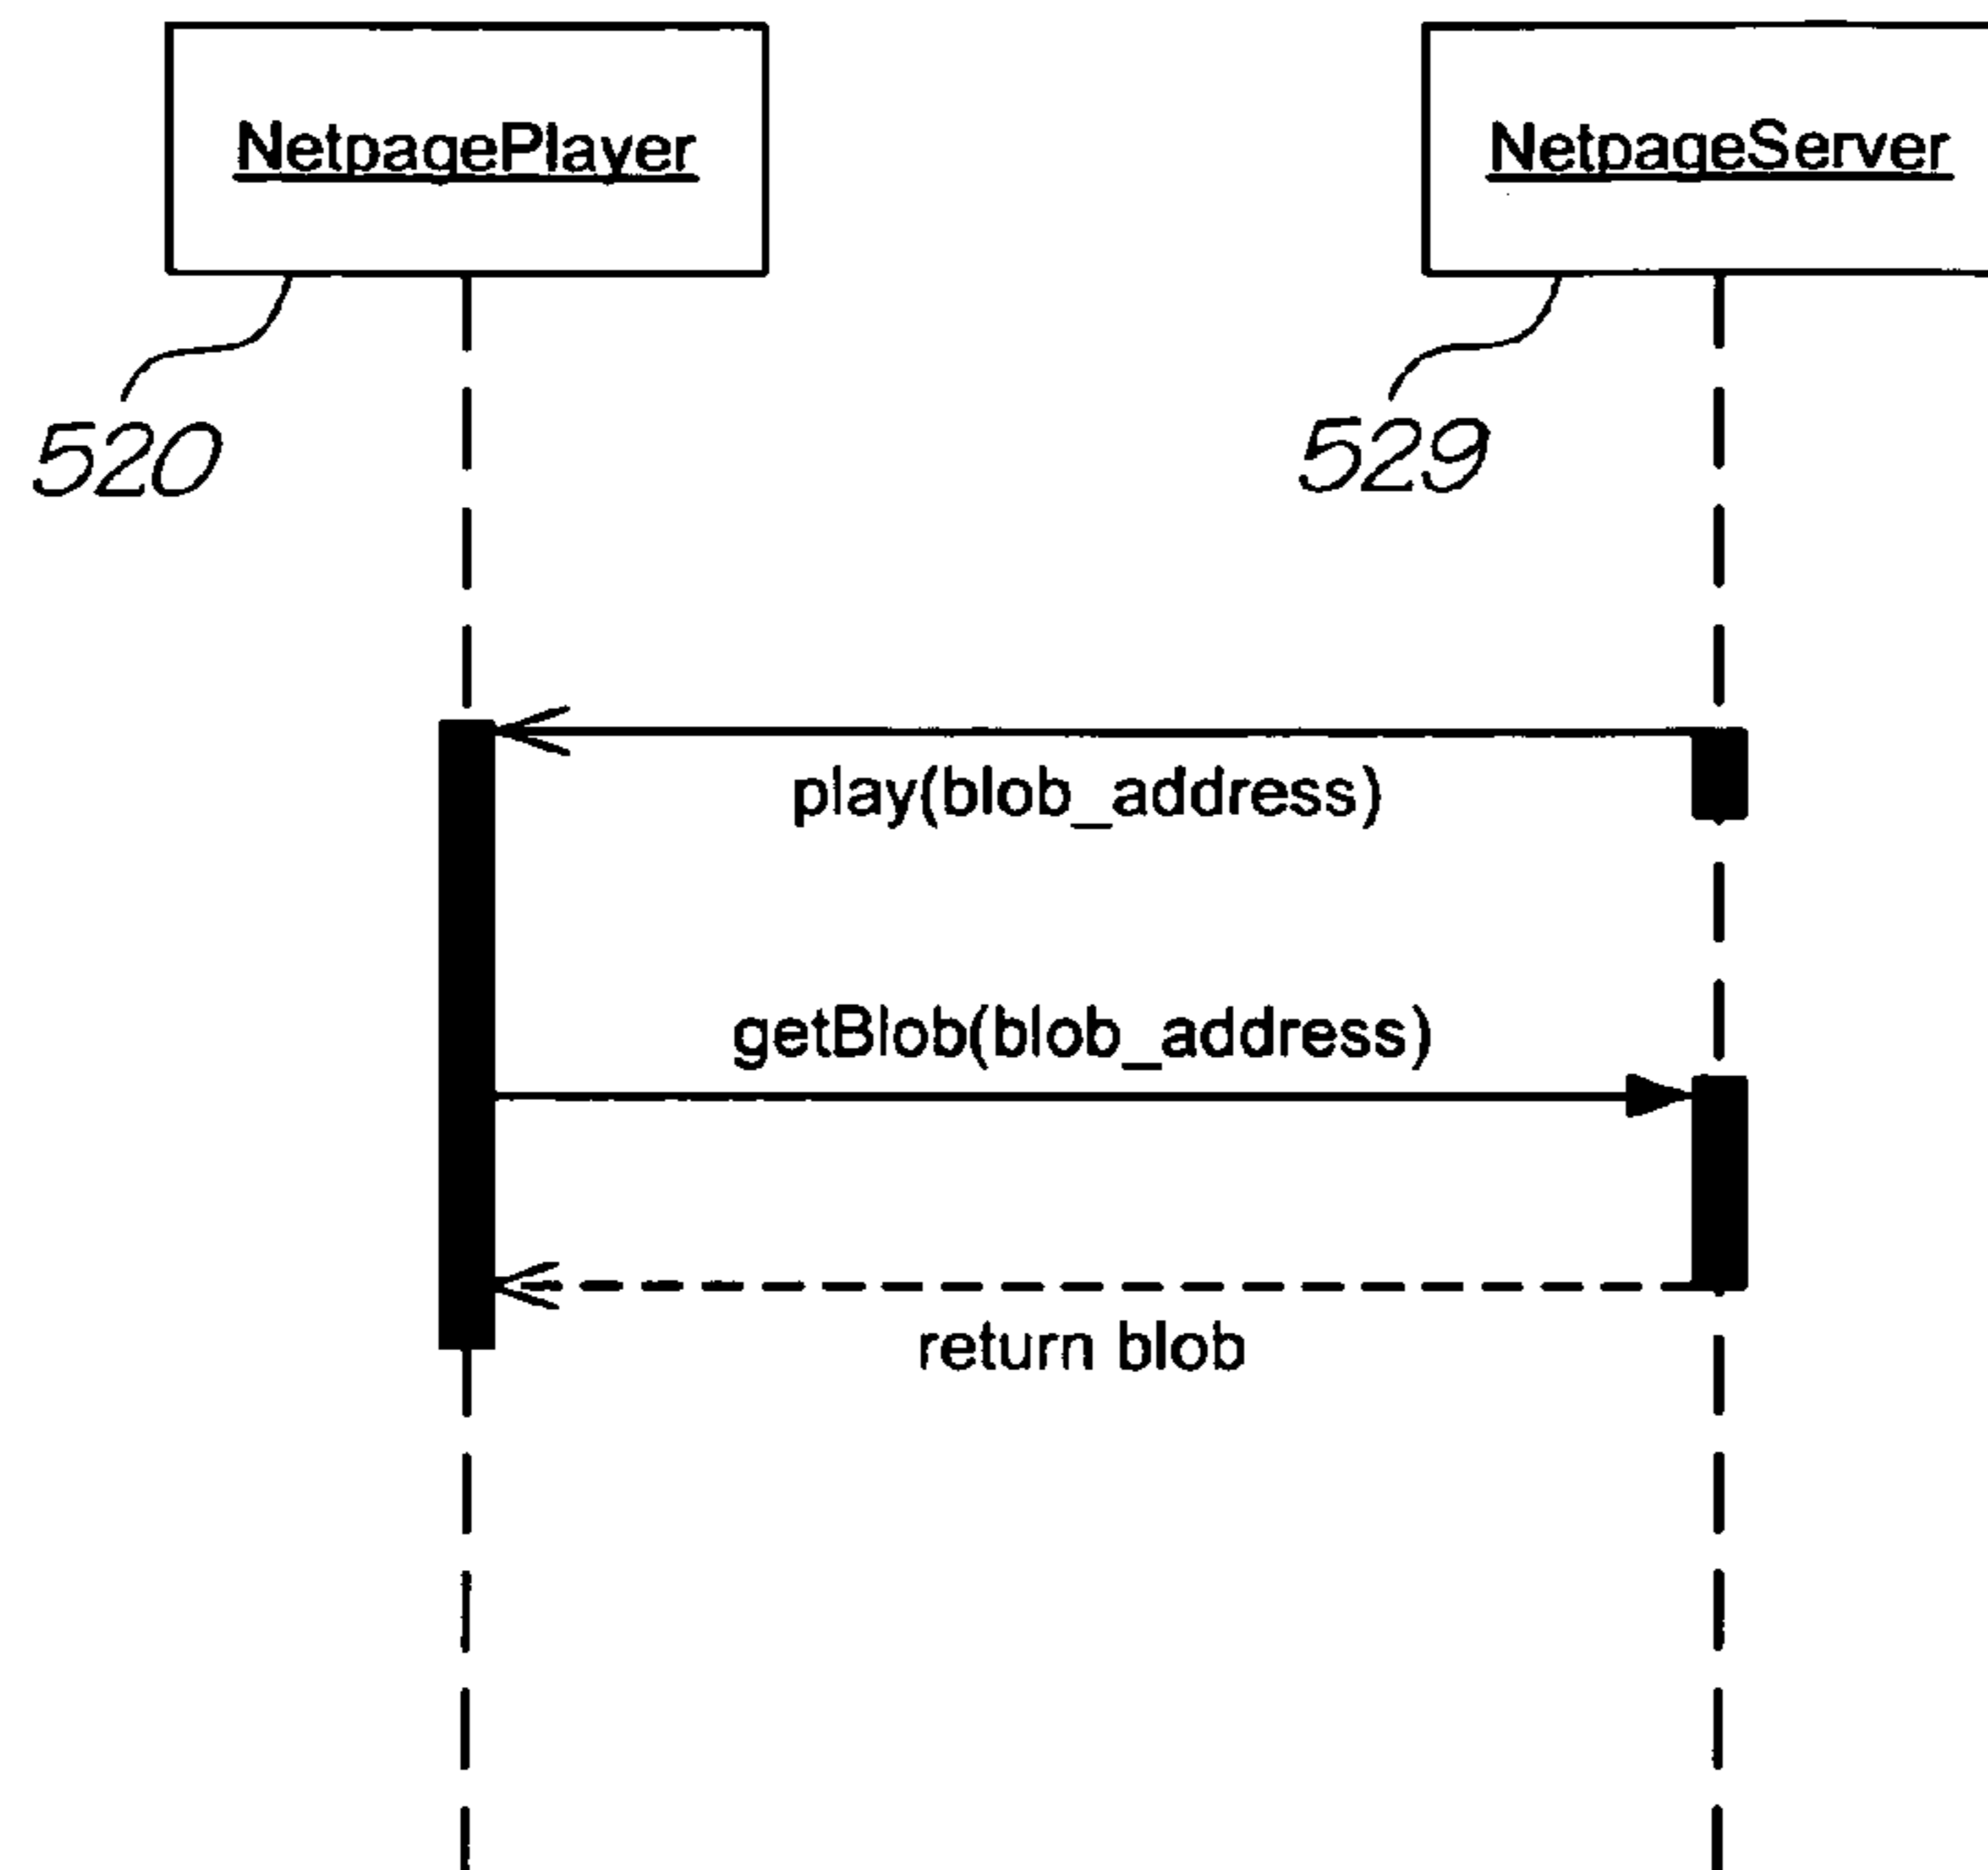 NetpagePlayer
NetpageServer
520
529
play(blob_address)
getBlob(blob_address)
return blob